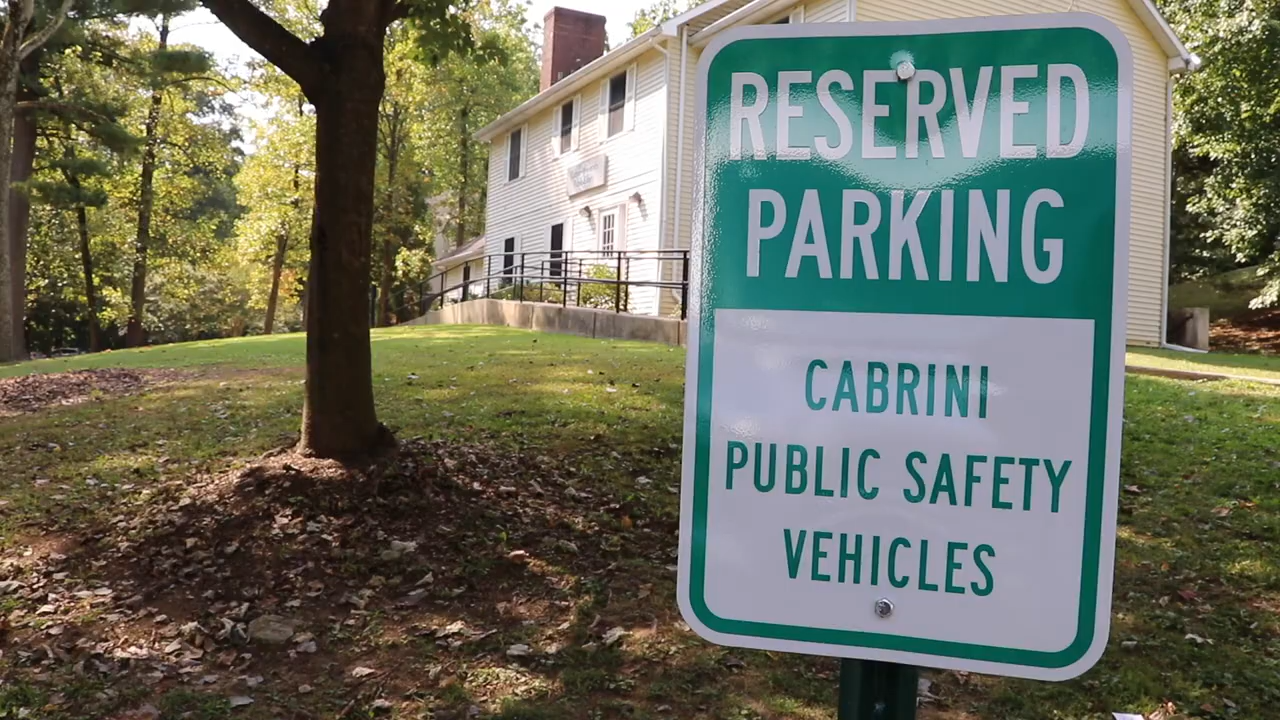 RESERVED
PARKING
CABRINI
PUBLIC SAFETY
VEHICLES